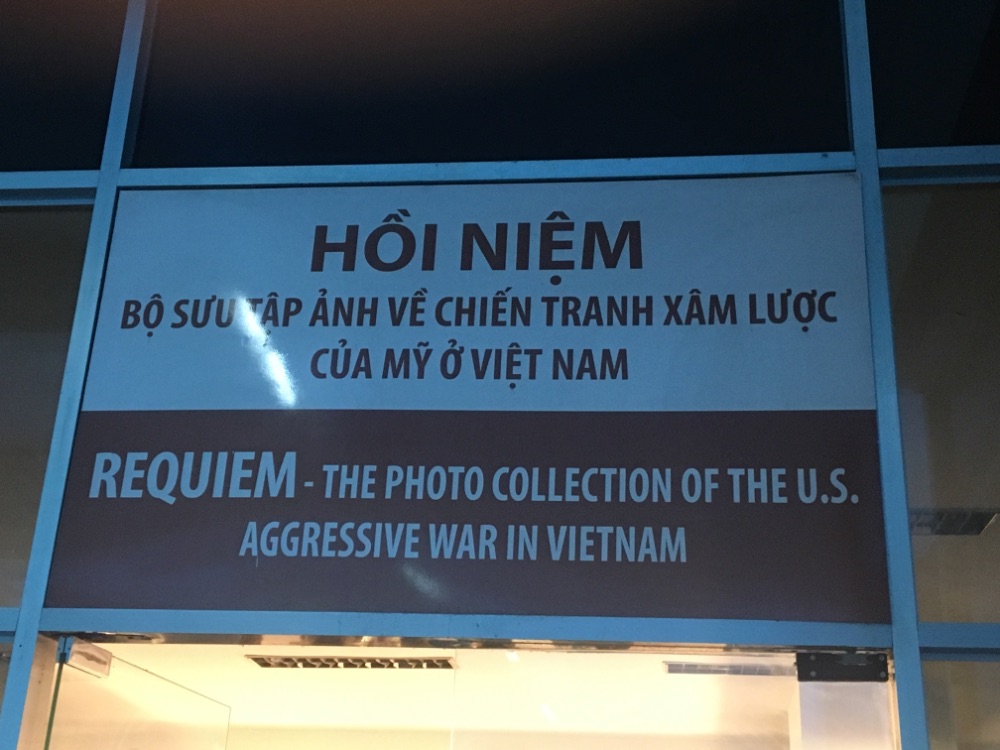 HỒI NIỆM
BỘ SƯU TẬP ẢNH VỀ CHIẾN TRANH XÂM LƯỢC
CỦA MỸ Ở VIỆT NAM
REQUIEM - THE PHOTO COLLECTION OF THE U.S.
AGGRESSIVE WAR IN VIETNAM